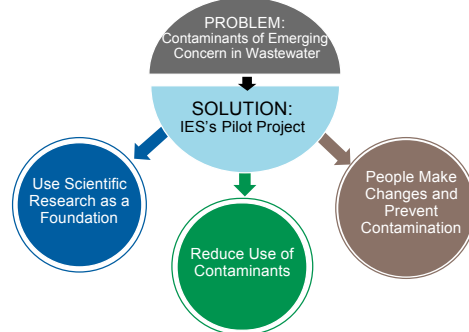 PROBLEM:
Contaminants of Emerging
Concern in Wastewater
SOLUTION:
IES's Pilot Project
Use Scientific
Research as a
Foundation
Reduce Use of
Contaminants
People Make
Changes and
Prevent
Contamination